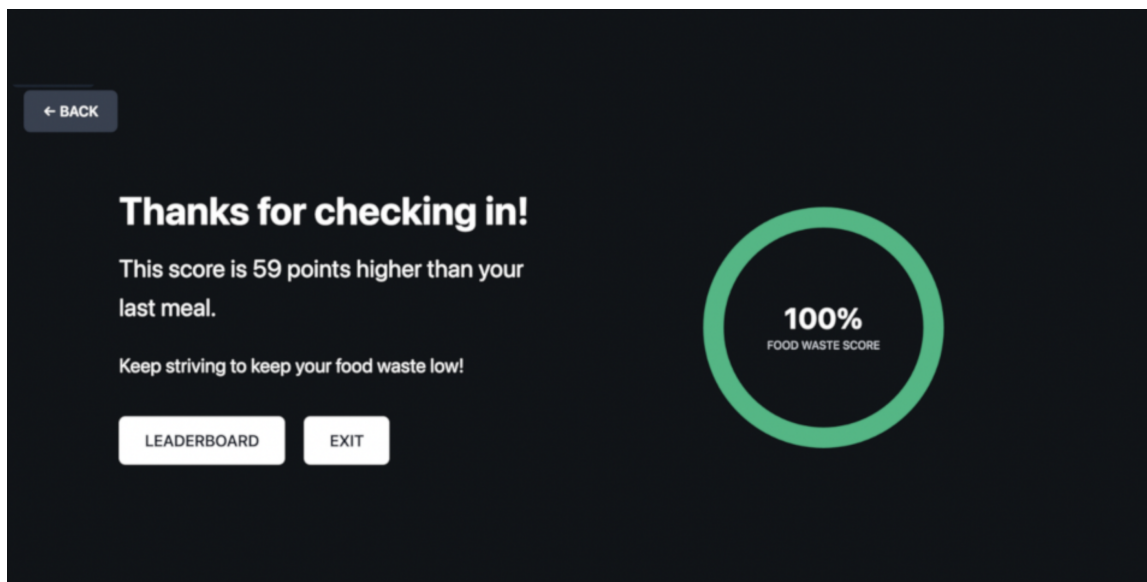 ← BACK
Thanks for checking in!
This score is 59 points higher than your
last meal.
Keep striving to keep your food waste low!
LEADERBOARD
EXIT
100%
FOOD WASTE SCORE